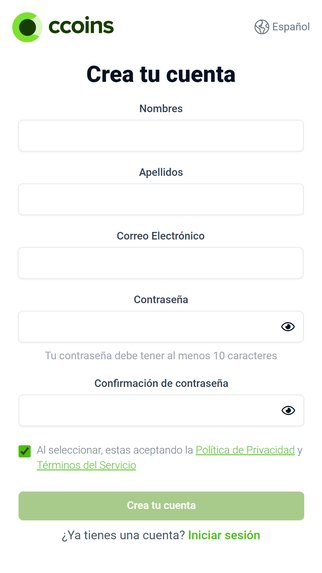 ccoins
Español
Crea tu cuenta
Nombres
Apellidos
Correo Electrónico
Contraseña
Tu contraseña debe tener al menos 10 caracteres
Confirmación de contraseña
Al seleccionar, estas aceptando la Política de Privacidad y
Términos del Servicio
Crea tu cuenta
¿Ya tienes una cuenta? Iniciar sesión